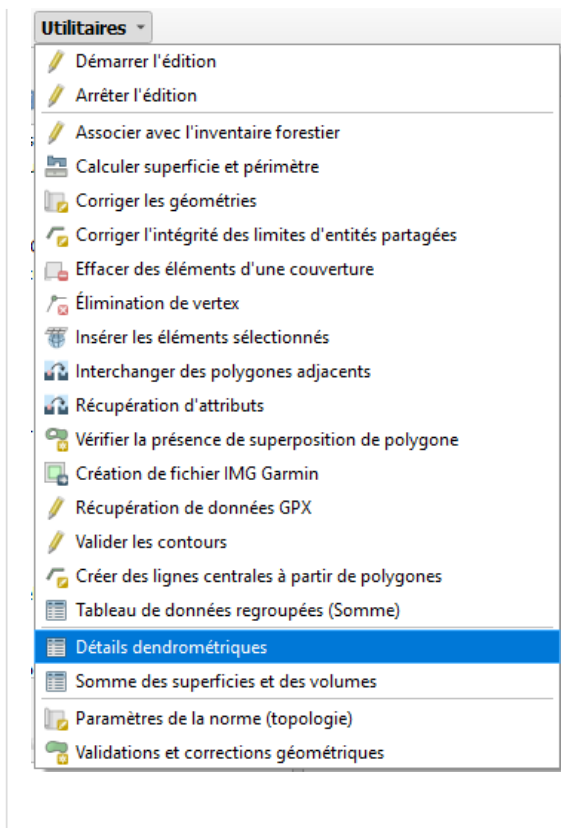 Utilitaires
Démarrer l'édition
Arrêter l'édition
Associer avec l'inventaire forestier
Calculer superficie et périmètre
Corriger les géométries
Corriger l'intégrité des limites d'entités partagées
Effacer des éléments d'une couverture
Élimination de vertex
Insérer les éléments sélectionnés
Interchanger des polygones adjacents
Récupération d'attributs
Vérifier la présence de superposition de polygone
Création de fichier IMG Garmin
Récupération de données GPX
Valider les contours
Créer des lignes centrales à partir de polygones
Tableau de données regroupées (Somme)
Détails dendrométriques
Somme des superficies et des volumes
Paramètres de la norme (topologie)
Validations et corrections géométriques